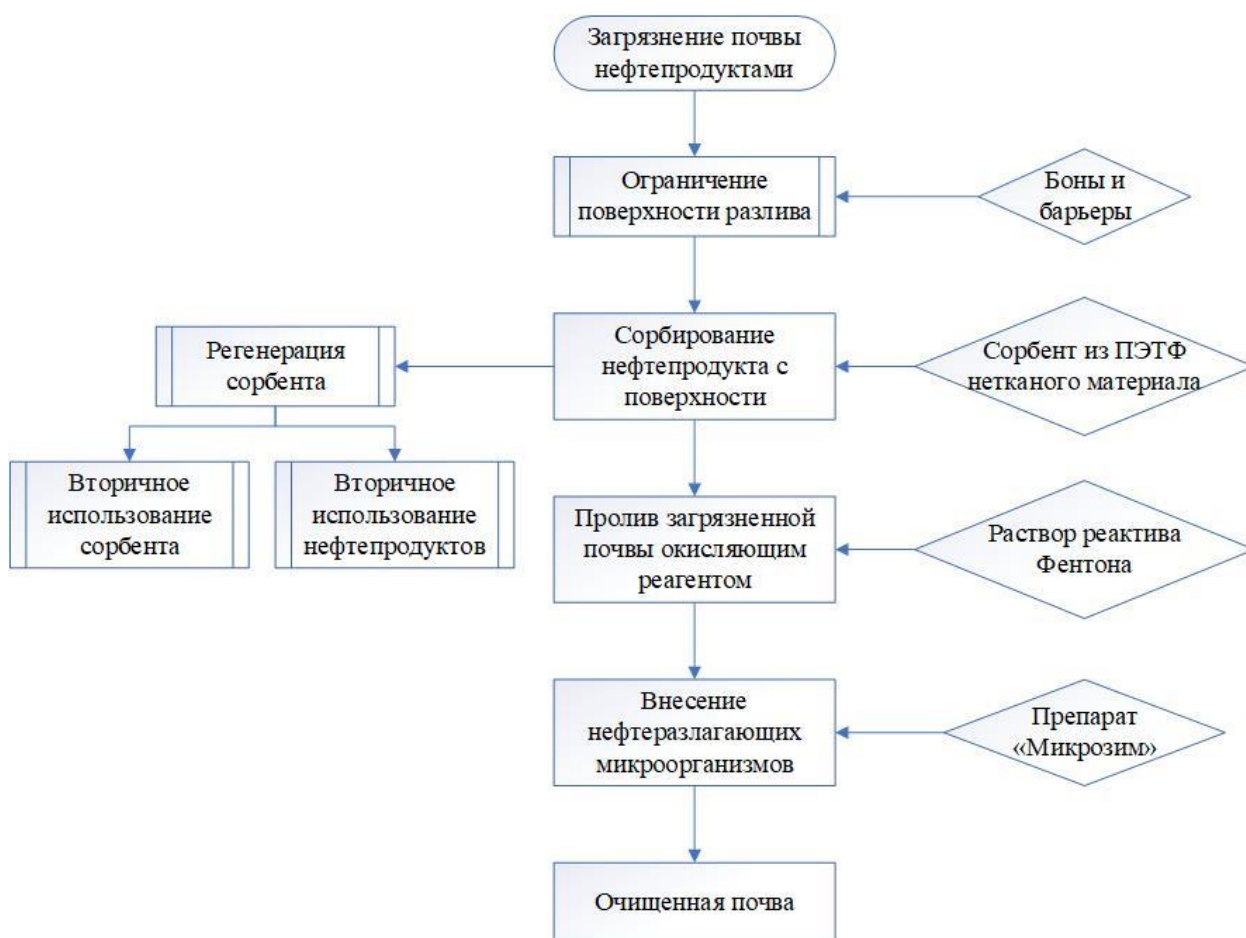 Загрязнение почвы
нефтепродуктами
Ограничение
поверхности разлива
Боны и
барьеры
Регенерация
сорбента
Сорбирование
нефтепродукта с
поверхности
Сорбент из ПЭТФ
нетканого материала
Вторичное
использование
сорбента
Вторичное
использование
нефтепродуктов
Пролив загрязненной
почвы окисляющим
реагентом
Раствор реактива
Фентона
Внесение
нефтеразлагающих
микроорганизмов
Препарат
«Микрозим»
Очищенная почва